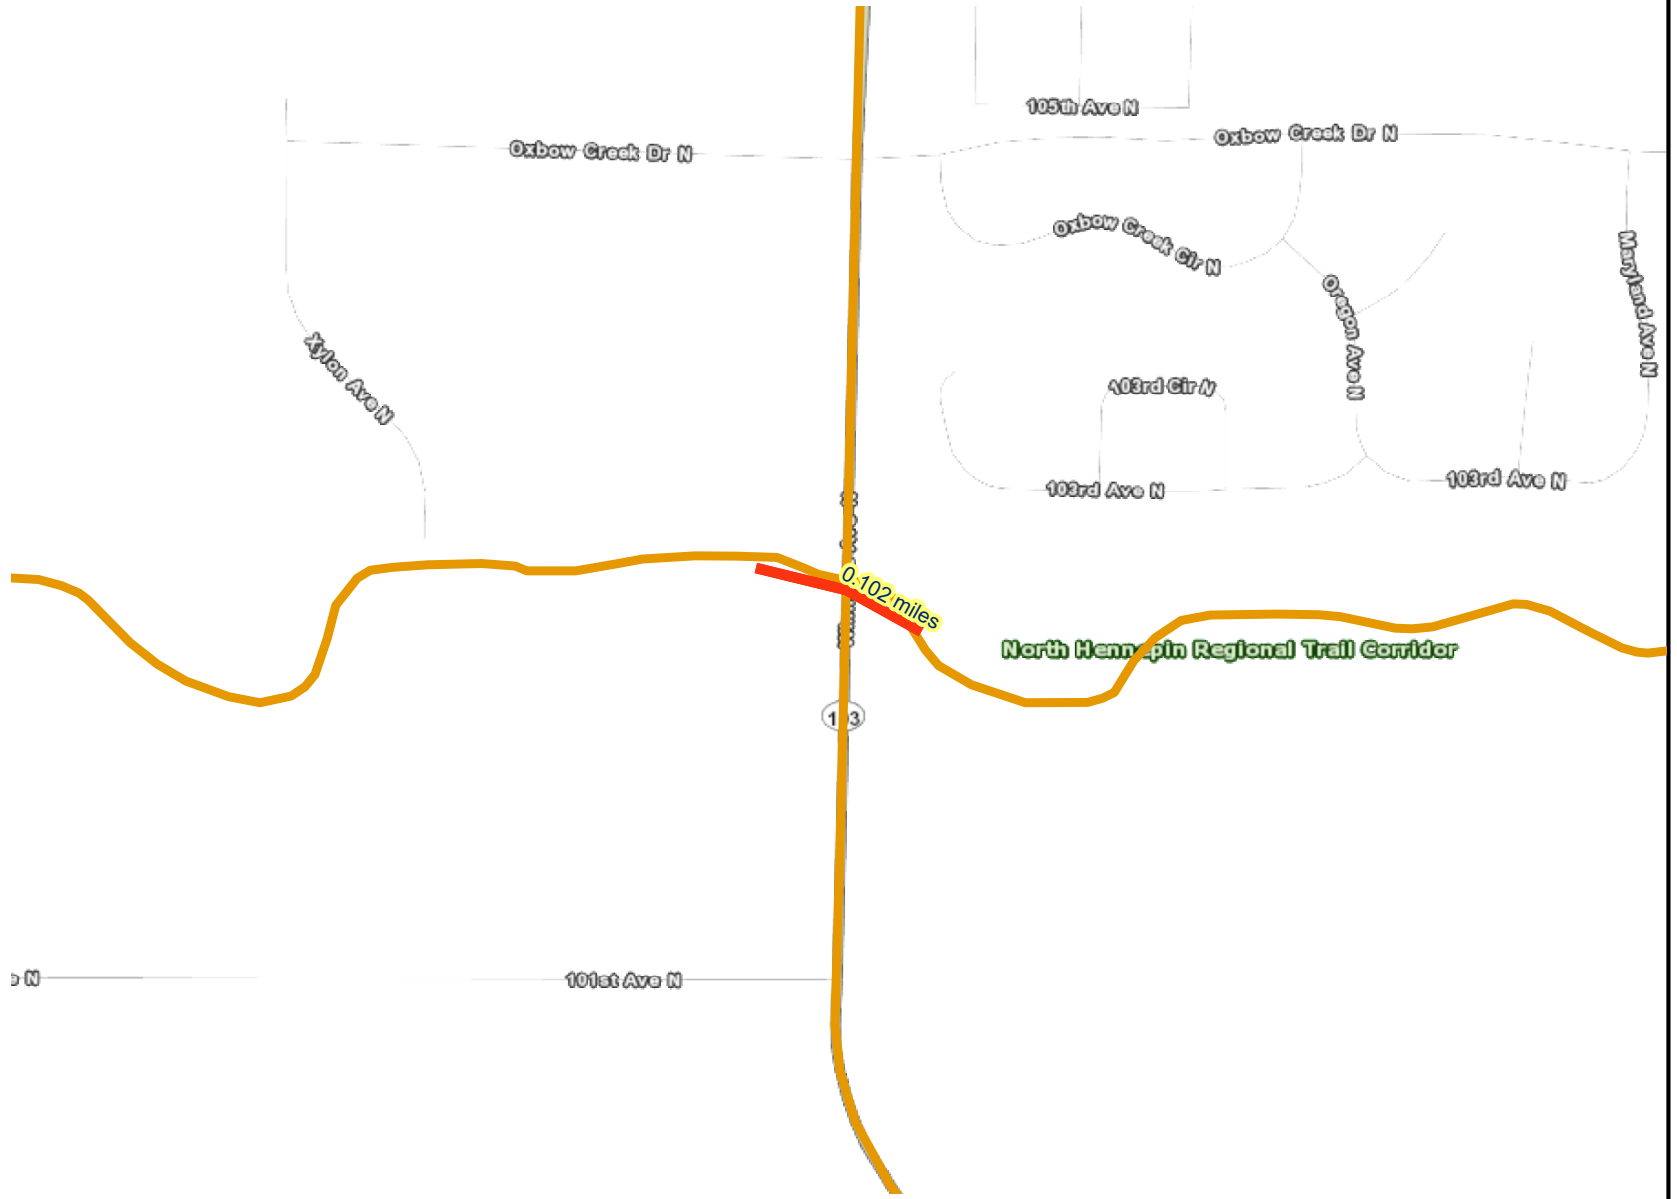 105th Ave N
Oxbow Creek Dr N
Oxbow Creek Dr N
Oxbow Creek Cir N
Maryland Ave N
Oregon Ave N
Xylon Ave N
103rd Cir N
103rd Ave N
103rd Ave N
0.102 miles
North Hennepin Regional Trail Corridor
103
101st Ave N
N